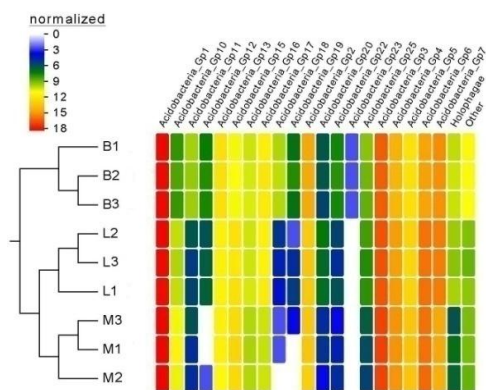 normalized
0
3
6
9
12
15
18
Acidobacteria_Gp1
Acidobacteria_Gp10
Acidobacteria_Gp11
Acidobacteria_Gp12
Acidobacteria_Gp13
Acidobacteria_Gp15
Acidobacteria_Gp16
Acidobacteria_Gp17
Acidobacteria_Gp18
Acidobacteria_Gp19
Acidobacteria_Gp2
Acidobacteria_Gp20
Acidobacteria_Gp22
Acidobacteria_Gp23
Acidobacteria_Gp25
Acidobacteria_Gp3
Acidobacteria_Gp4
Acidobacteria_Gp5
Acidobacteria_Gp6
Acidobacteria_Gp7
Holophagae
Other
B1
B2
B3
L2
L3
L1
M3
M1
M2